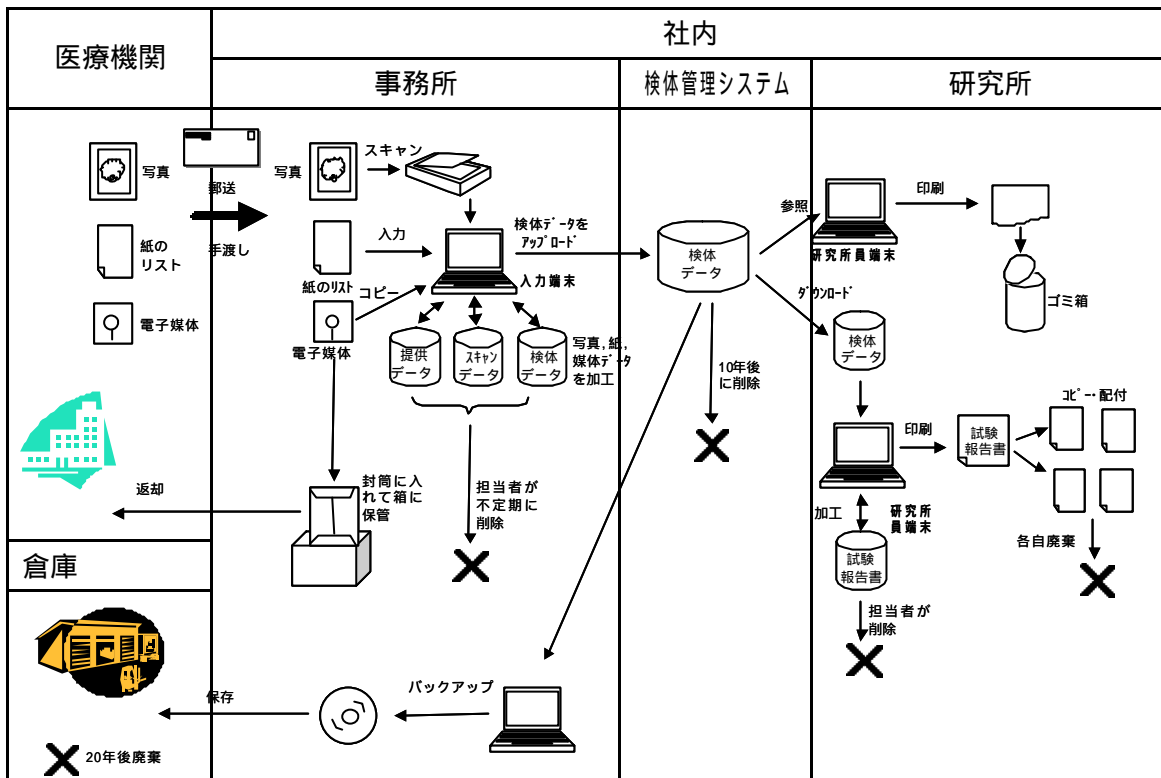 医療機関
社内
事務所
検体管理システム
研究所
写真
郵送
手渡し
紙の
リスト
電子媒体
写真
スキャン
入力
紙のリスト
コピー
電子媒体
検体データを
アップロード
入力端末
提供
データ
スキャン
データ
検体
データ
写真,紙,
媒体データ
を加工
検体
データ
参照
印刷
研究所員端末
ゴミ箱
ダウンロード
検体
データ
10年後
に削除
コピー・配付
印刷
試験
報告書
加工
研究所
員端末
試験
報告書
各自廃棄
担当者が
削除
返却
封筒に入
れて箱に
保管
担当者が
不定期に
削除
倉庫
保存
バックアップ
20年後廃棄